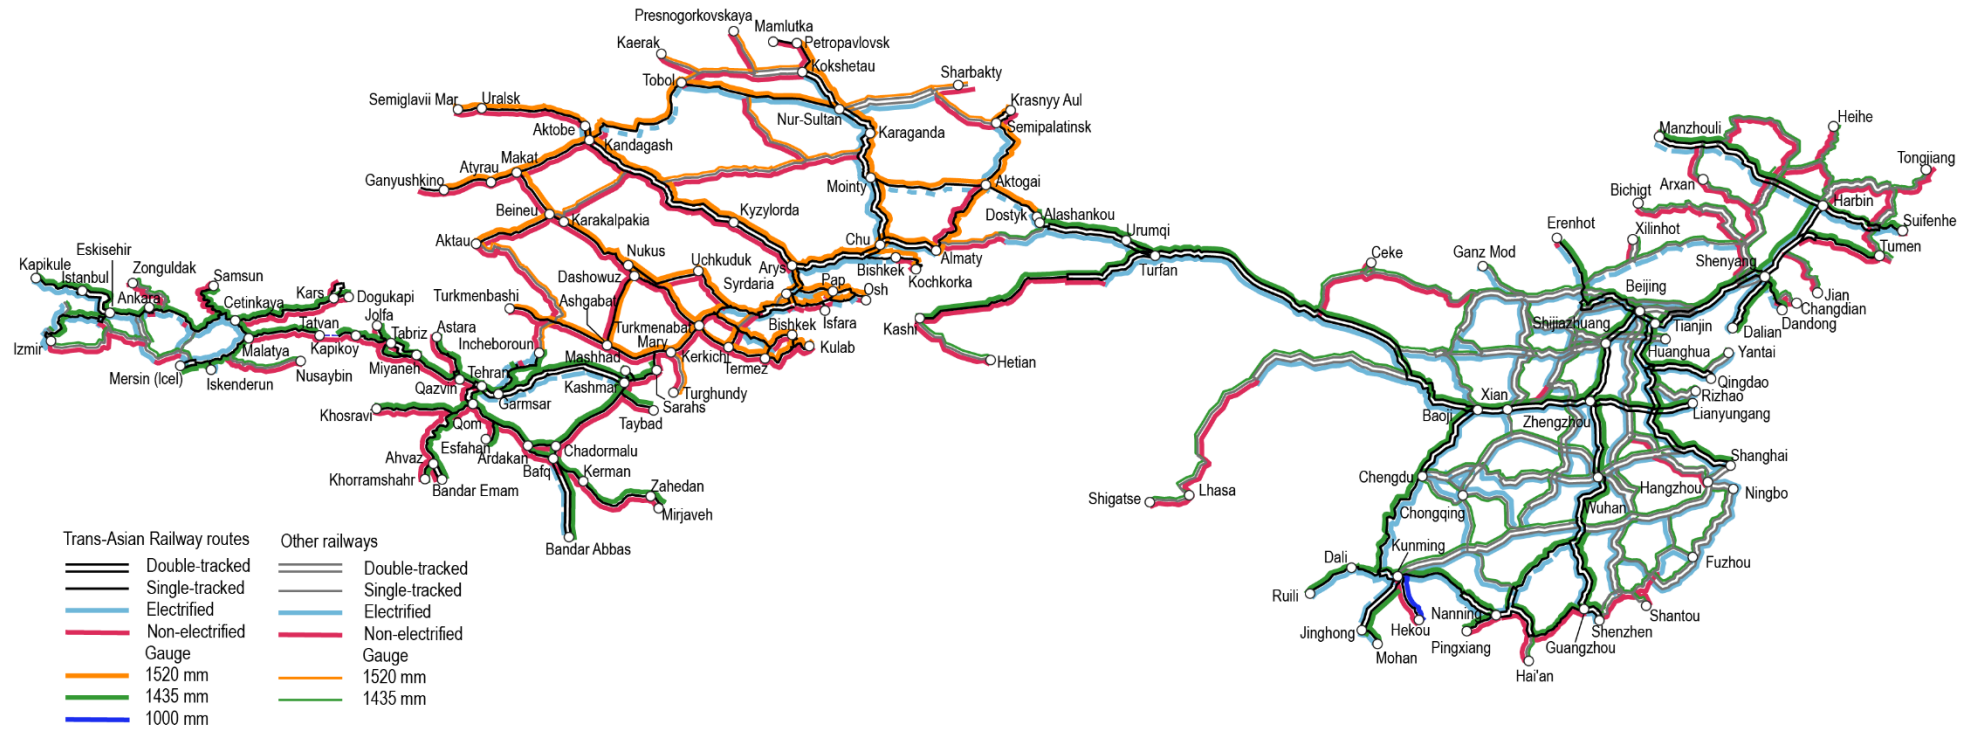 Presnogorkovskaya
Mamlutka
Kaerak
Petropavlovsk
Kokshetau
Tobol
Sharbakty
Semiglavii Mar
Uralsk
Krasnyy Aul
Nur-Sultan
Semipalatinsk
Aktobe
Karaganda
Kandagash
Makat
Atyrau
Ganyushkino
Mointy
Aktogai
Beineu
Karakalpakia
Kyzylorda
Dostyk
Alashankou
Aktau
Nukus
Chu
Almaty
Urumqi
Turfan
Uchkuduk
Arys
Bishkek
Kochkorka
Dashowuz
Syrdaria
Pap
Osh
Ashgabat
Isfara
Turkmenbashi
Turkmenabat
Bishkek
Kulab
Mary
Kerkichi
Termez
Mashhad
Kashmar
Turghundy
Sarahs
Taybad
Eskisehir
Kapikule
Istanbul
Zonguldak
Samsun
Ankara
Cetinkaya
Kars
Dogukapi
Jolfa
Tatvan
Tabriz
Astara
Incheboroun
Izmir
Malatya
Kapikoy
Miyaneh
Mersin (Icel)
Iskenderun
Nusaybin
Qazvin
Tehran
Garmsar
Khosravi
Qom
Esfahan
Ardakan
Chadormalu
Bafq
Ahvaz
Kerman
Khorramshahr
Bandar Emam
Zahedan
Mirjaveh
Bandar Abbas
Kashi
Hetian
Ceke
Ganz Mod
Erenhot
Xilinhot
Bichigt
Arxan
Manzhouli
Heihe
Tongjiang
Harbin
Suifenhe
Tumen
Shenyang
Jian
Changdian
Dandong
Dalian
Beijing
Tianjin
Shijiazhuang
Huanghua
Yantai
Qingdao
Rizhao
Lianyungang
Xian
Baoji
Zhengzhou
Shanghai
Chengdu
Hangzhou
Ningbo
Shigatse
Lhasa
Chongqing
Wuhan
Kunming
Dali
Fuzhou
Ruili
Nanning
Shantou
Hekou
Shenzhen
Jinghong
Guangzhou
Mohan
Pingxiang
Hai'an
Trans-Asian Railway routes
Double-tracked
Single-tracked
Electrified
Non-electrified
Gauge
1520 mm
1435 mm
1000 mm
Other railways
Double-tracked
Single-tracked
Electrified
Non-electrified
Gauge
1520 mm
1435 mm